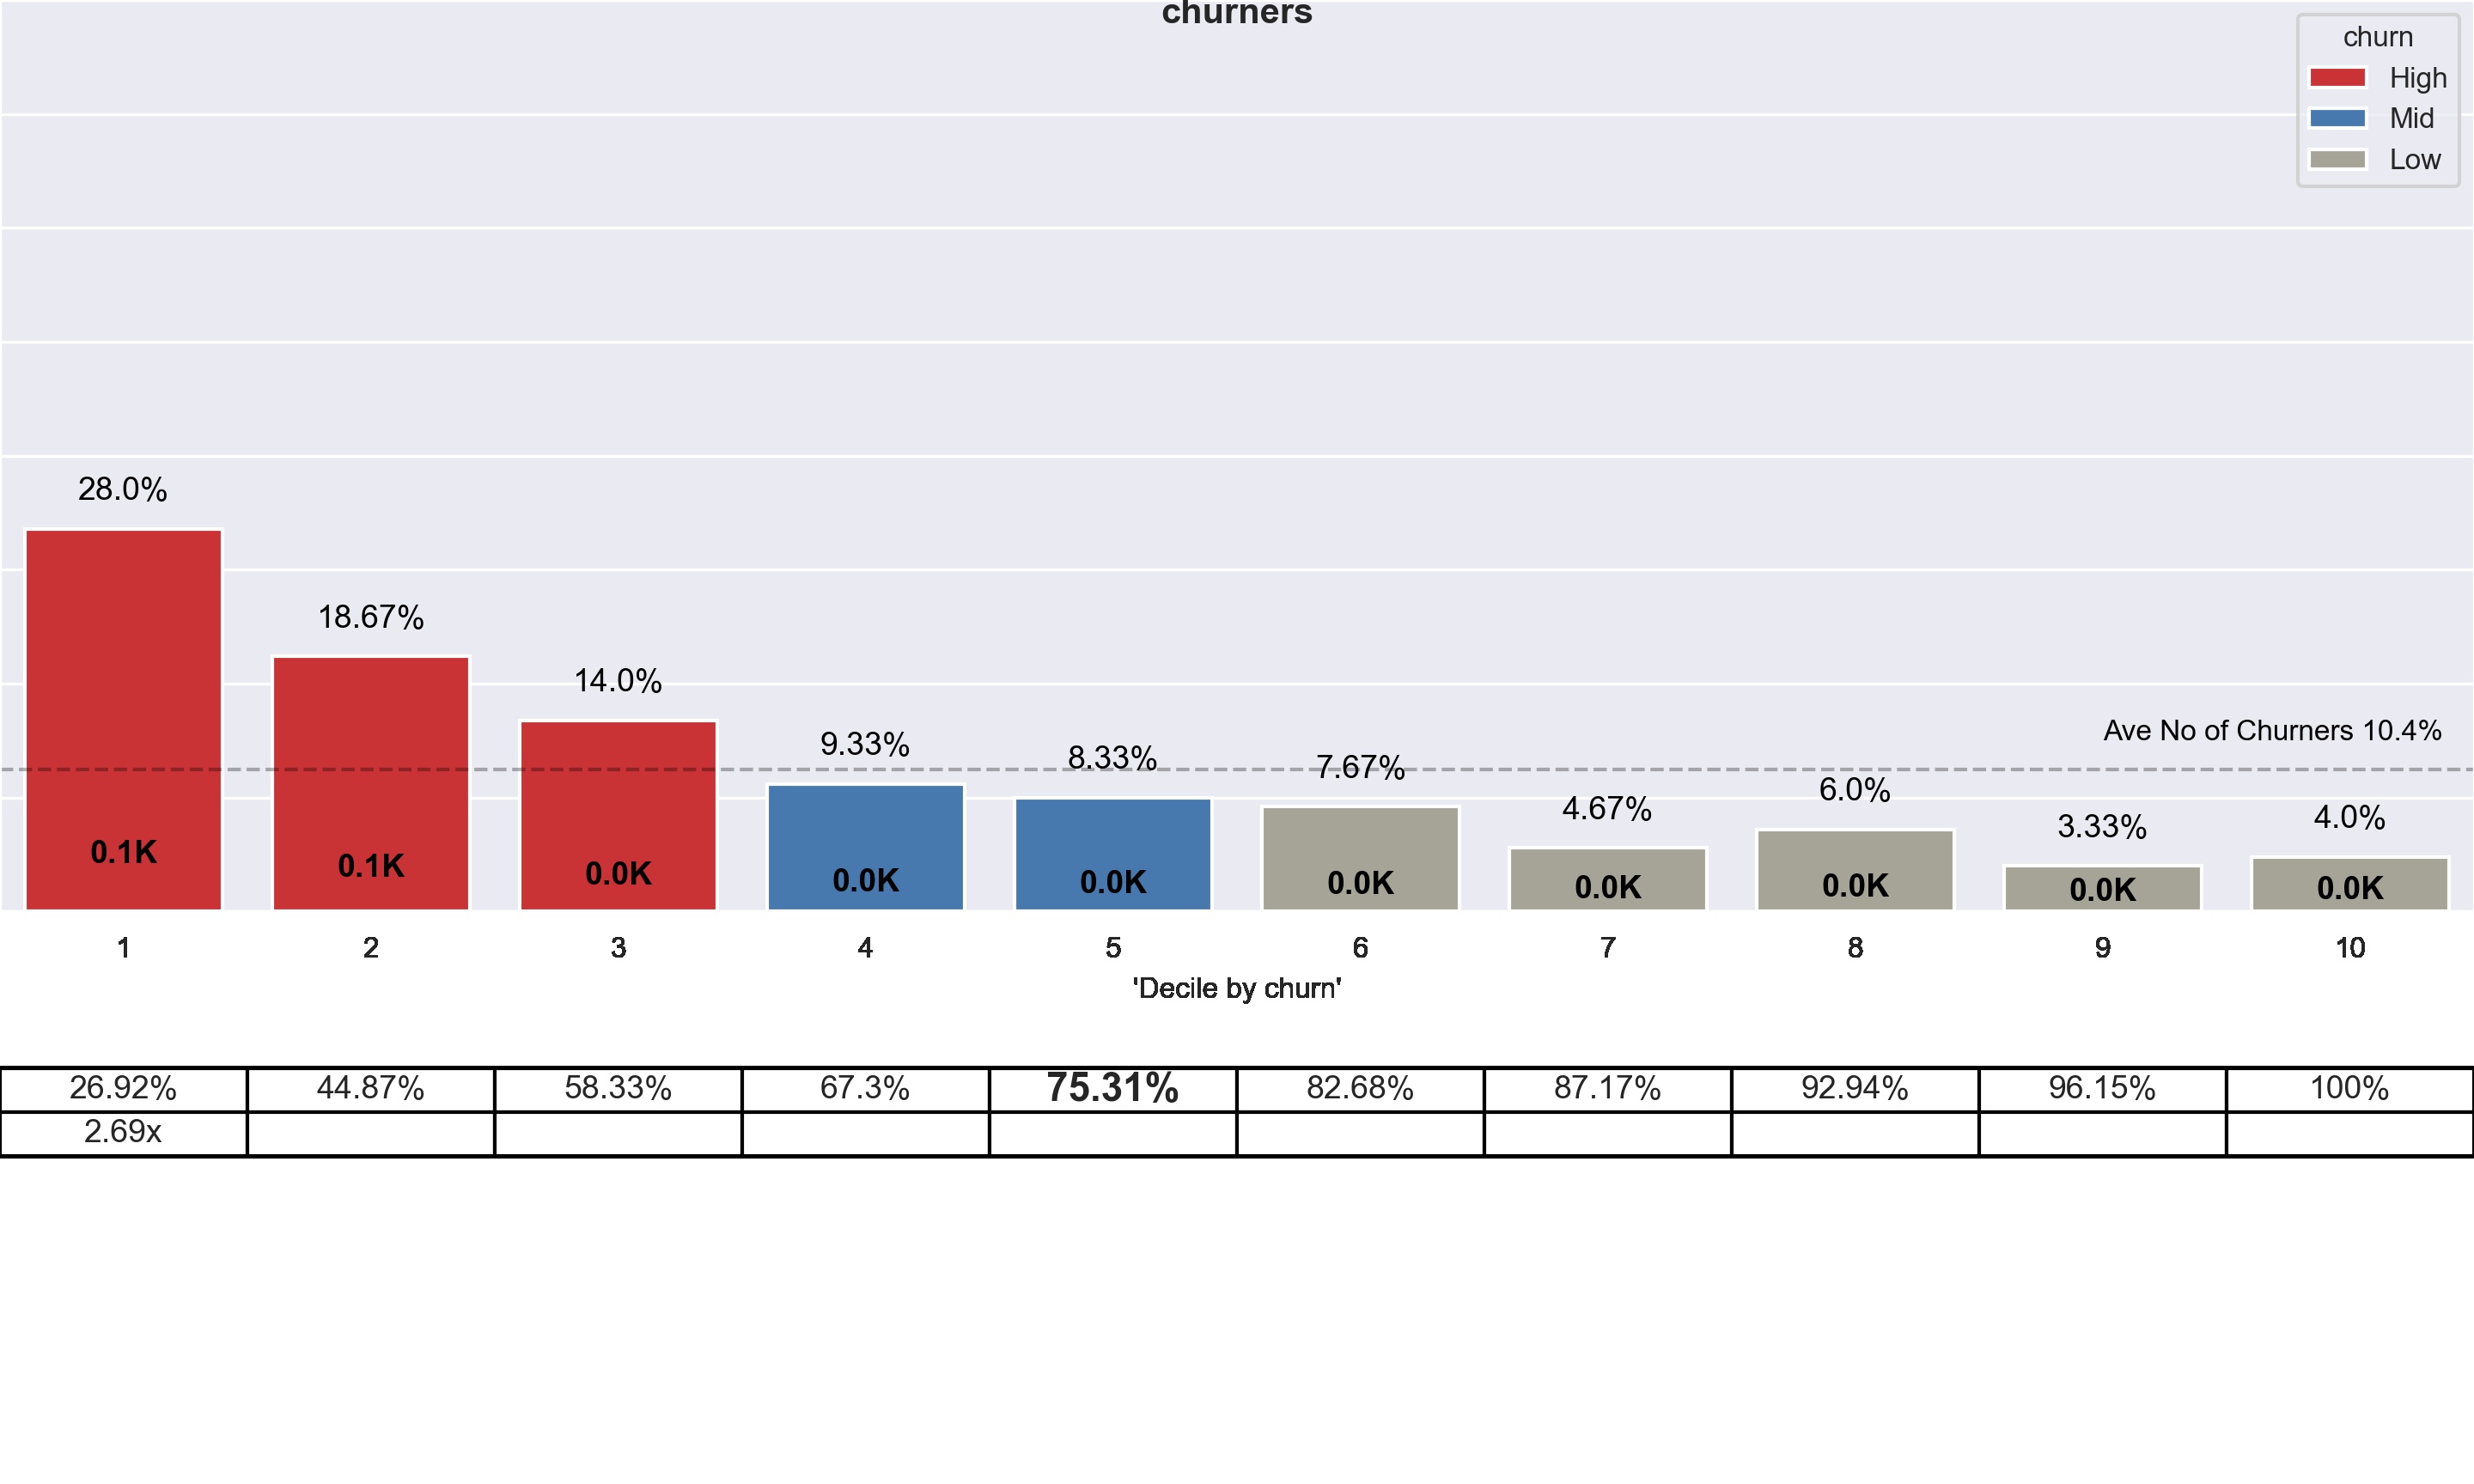 churners
churn
High
Mid
Low
28.0%
18.67%
14.0%
9.33%
8.33%
7.67%
4.67%
6.0%
3.33%
4.0%
Ave No of Churners 10.4%
0.1K
0.1K
0.0K
0.0K
0.0K
0.0K
0.0K
0.0K
0.0K
0.0K
1 2 3 4 5 6 7 8 9 10
'Decile by churn'
26.92% 44.87% 58.33% 67.3% 75.31% 82.68% 87.17% 92.94% 96.15% 100%
2.69x